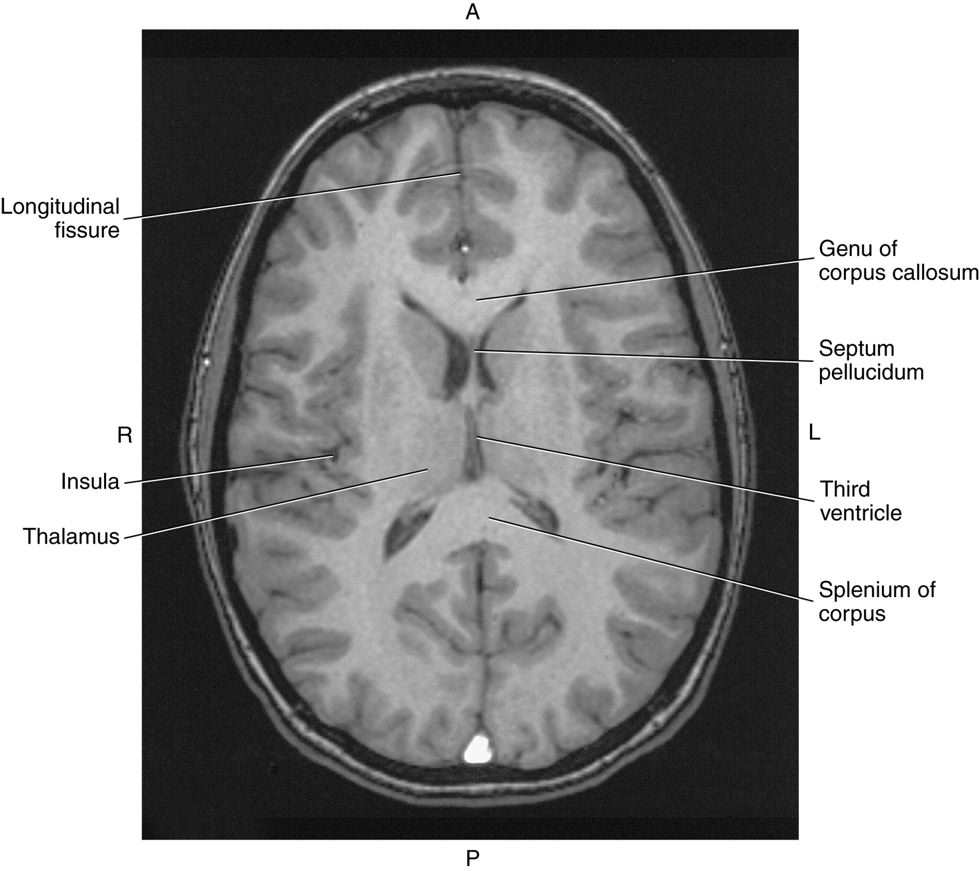 A
Longitudinal
fissure
Genu of
corpus callosum
Septum
pellucidum
R
L
Insula
Third
ventricle
Thalamus
Splenium of
corpus
P